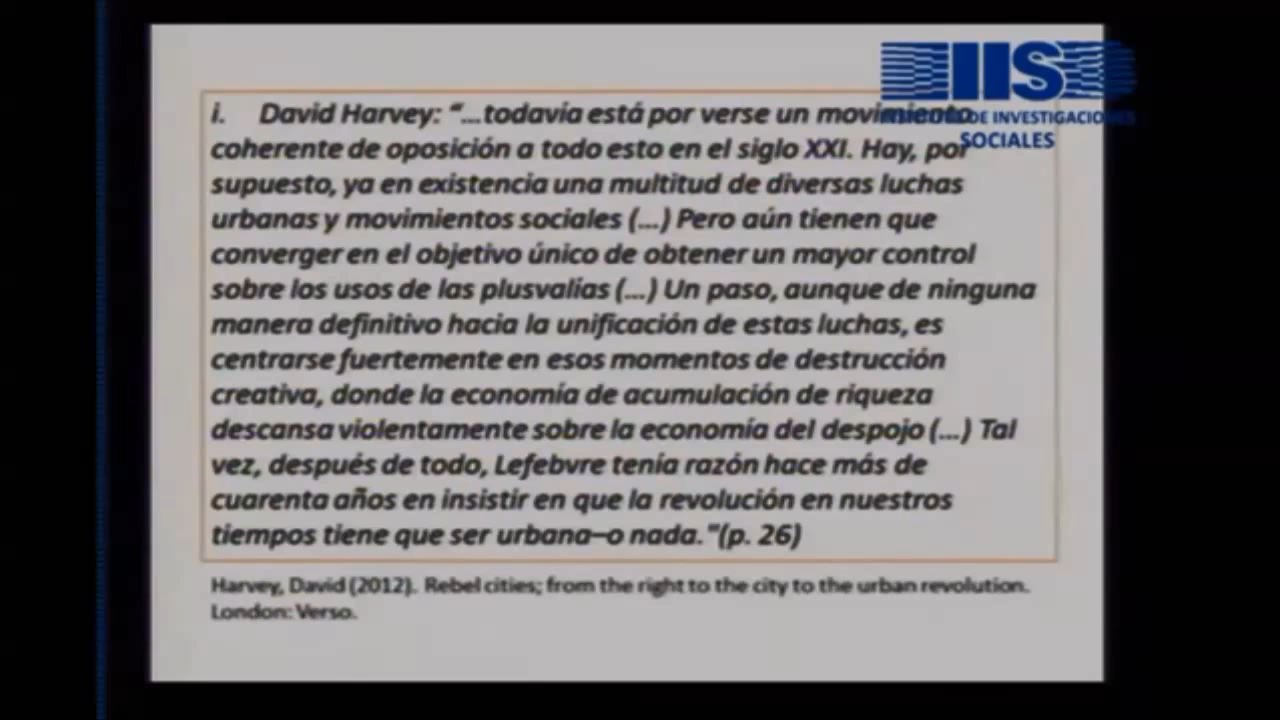 IIS
DE INVESTIGACIONES
SOCIALES
i. David Harvey: “...todavía está por verse un movimiento
coherente de oposición a todo esto en el siglo XXI. Hay, por
supuesto, ya en existencia una multitud de diversas luchas
urbanas y movimientos sociales (...) Pero aún tienen que
converger en el objetivo único de obtener un mayor control
sobre los usos de las plusvalías (...) Un paso, aunque de ninguna
manera definitivo hacia la unificación de estas luchas, es
centrarse fuertemente en esos momentos de destrucción
creativa, donde la economía de acumulación de riqueza
descansa violentamente sobre la economía del despojo (...) Tal
vez, después de todo, Lefebvre tenía razón hace más de
cuarenta años en insistir en que la revolución en nuestros
tiempos tiene que ser urbana–o nada."(p. 26)
Harvey, David (2012). Rebel cities; from the right to the city to the urban revolution.
London: Verso.